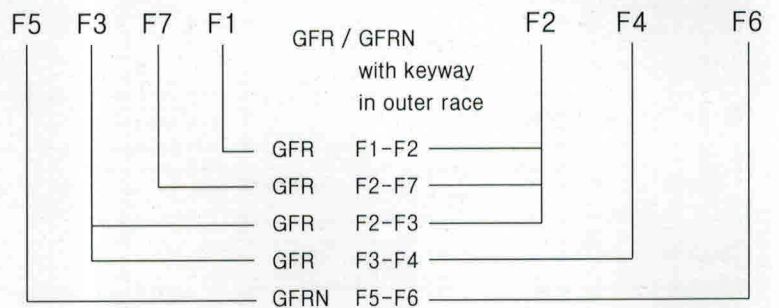 F5 F3 F7 F1 F2 F4 F6
GFR / GFRN
with keyway
in outer race
GFR F1-F2
GFR F2-F7
GFR F2-F3
GFR F3-F4
GFRN F5-F6